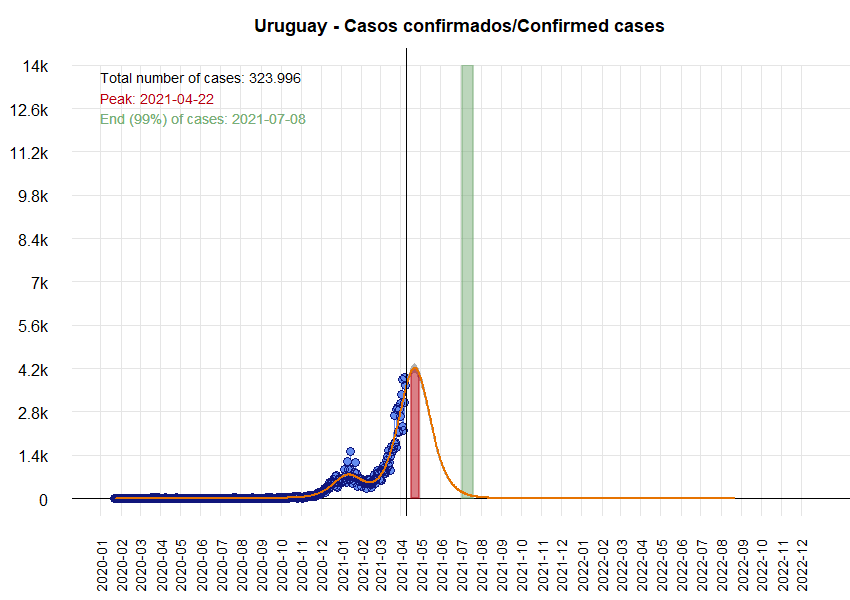 Uruguay - Casos confirmados/Confirmed cases
14k
Total number of cases: 323.996
Peak: 2021-04-22
12.6k
End (99%) of cases: 2021-07-08
11.2k
9.8k
8.4k
7k
5.6k
4.2k
2.8k
1.4k
0
2020-01
2020-02
2020-03
2020-04
2020-05
2020-06
2020-07
2020-08
2020-09
2020-10
2020-11
2020-12
2021-01
2021-02
2021-03
2021-04
2021-05
2021-06
2021-07
2021-08
2021-09
2021-10
2021-11
2021-12
2022-01
2022-02
2022-03
2022-04
2022-05
2022-06
2022-07
2022-08
2022-09
2022-10
2022-11
2022-12